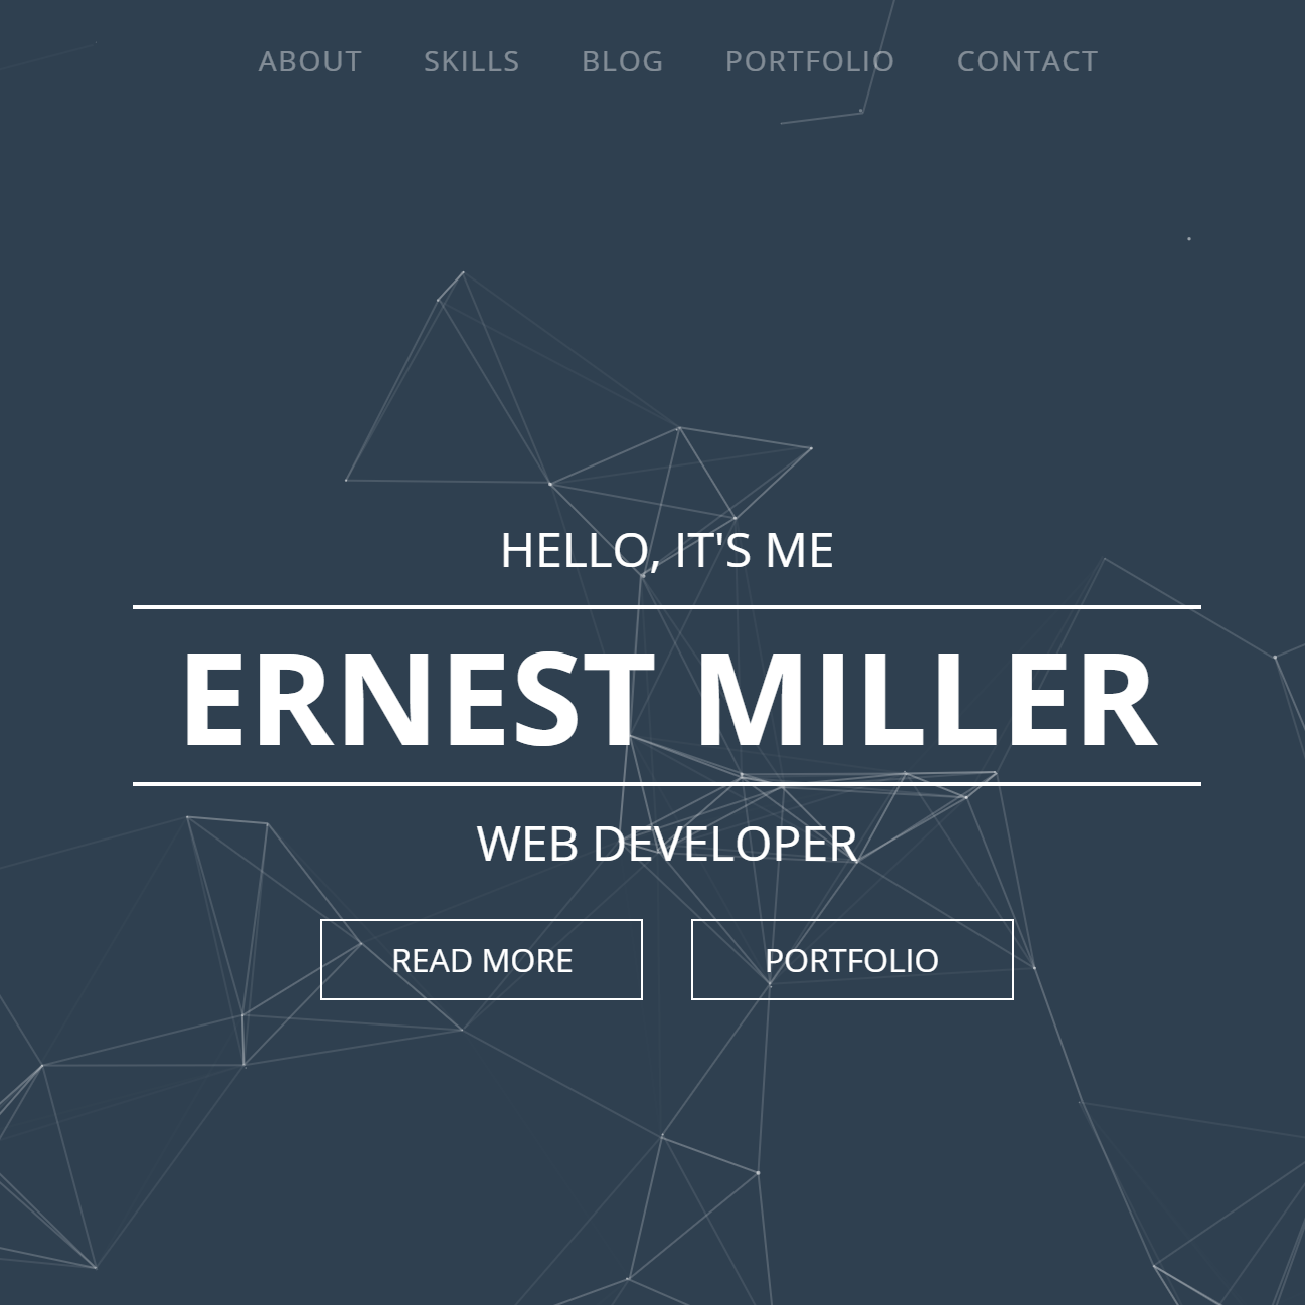 ABOUT SKILLS BLOG PORTFOLIO CONTACT
HELLO, IT'S ME
ERNEST MILLER
WEB DEVELOPER
READ MORE PORTFOLIO